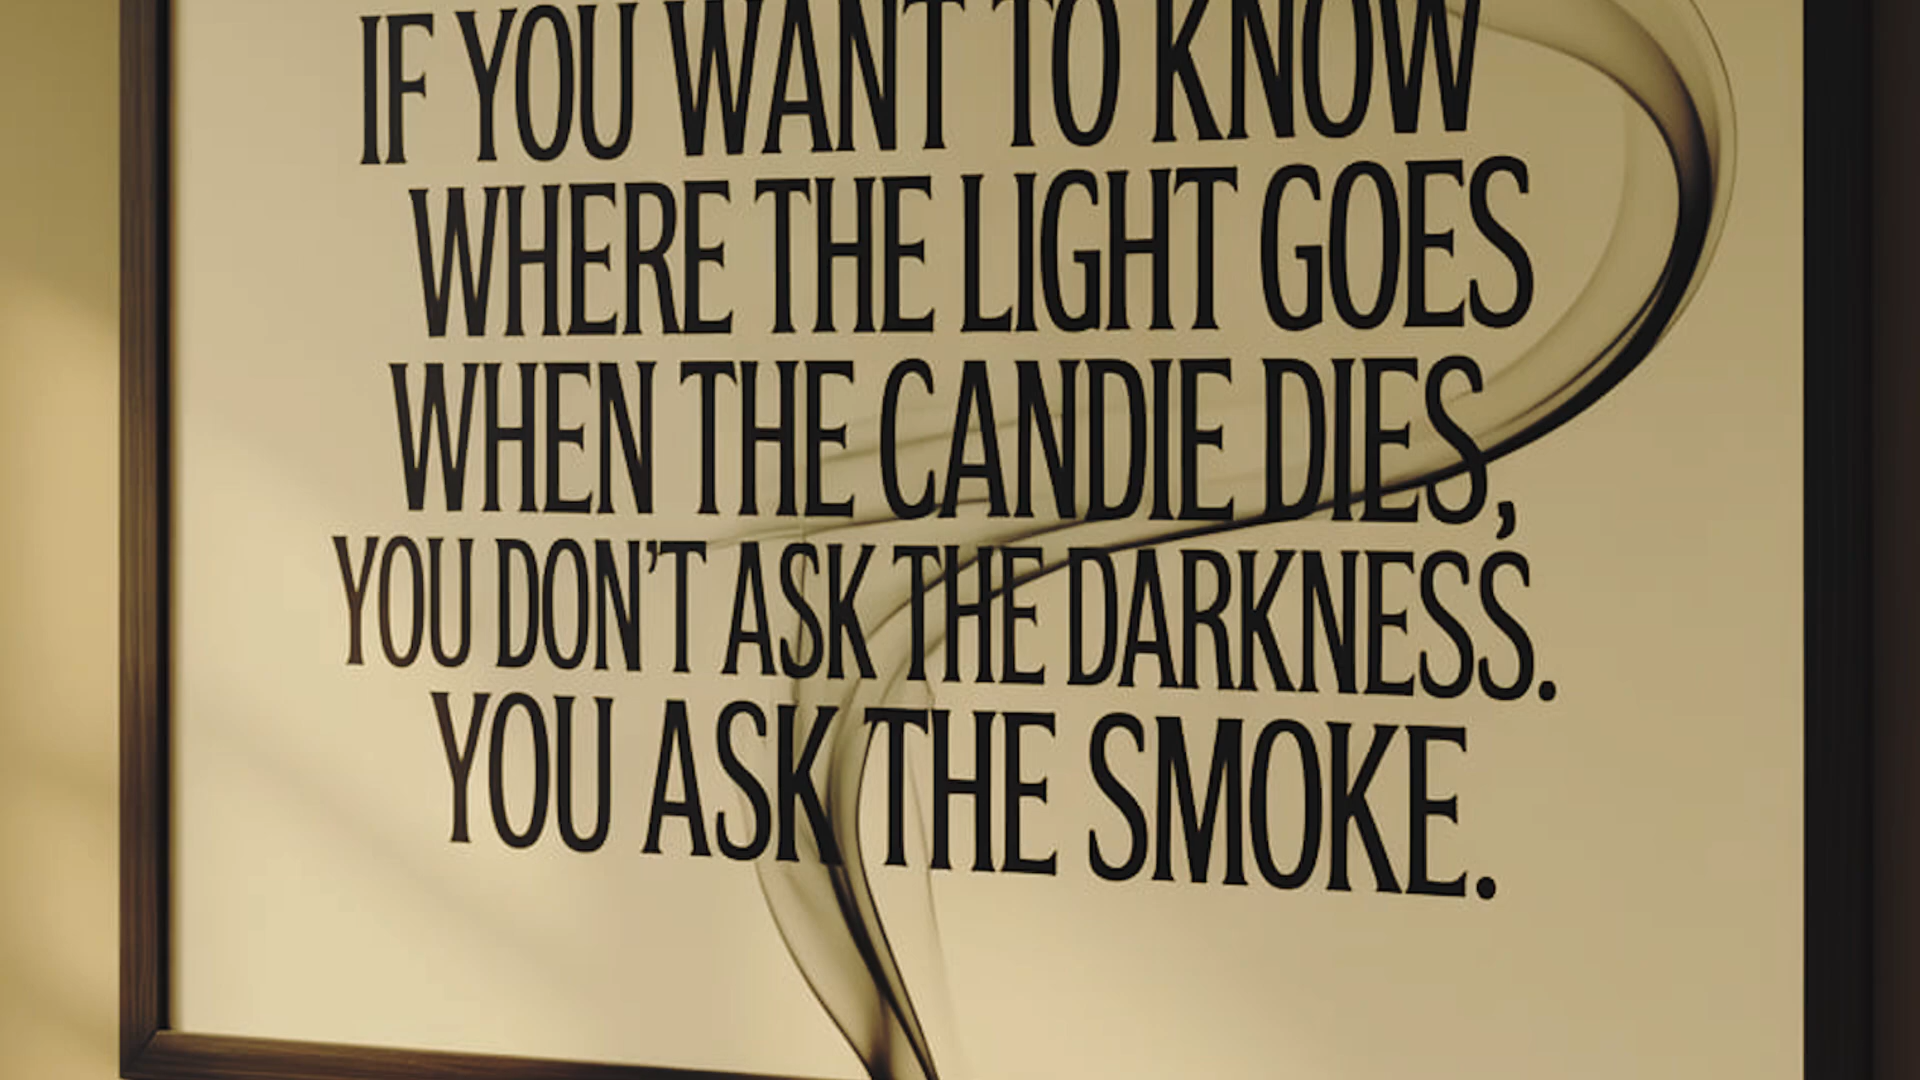 IF YOU WANT TO KNOW
WHERE THE LIGHT GOES
WHEN THE CANDIE DIES,
YOU DON'T ASK THE DARKNESS.
YOU ASK THE SMOKE.